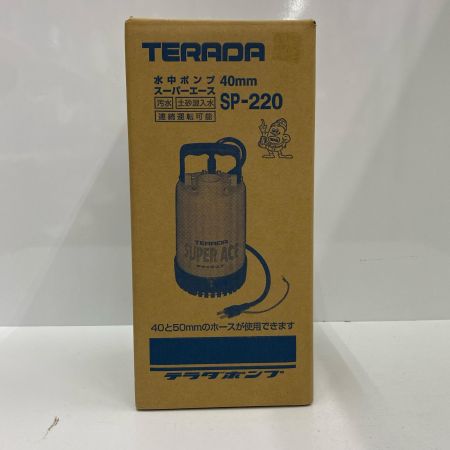 TERADA
水中ポンプ 40mm
スーパーエース SP-220
汚水 土砂混入水
連続運転可能
TERADA
SUPER ACE
40と50mmのホースが使用できます
テラダポンプ